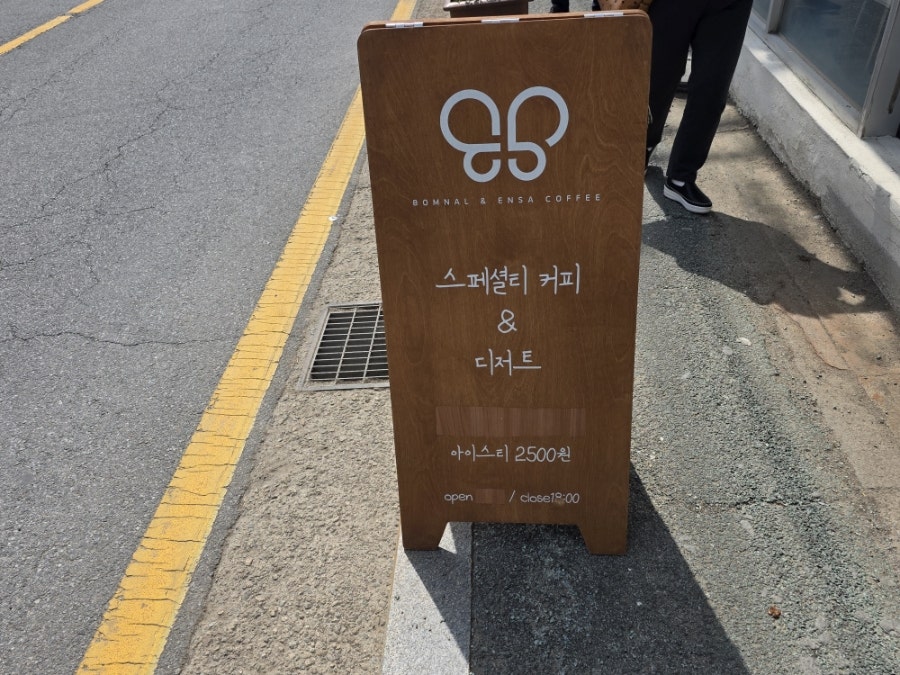 BOMNAL & ENSA COFFEE
스페셜티 커피
&
디저트
아이스티 2500원
open / close18:00